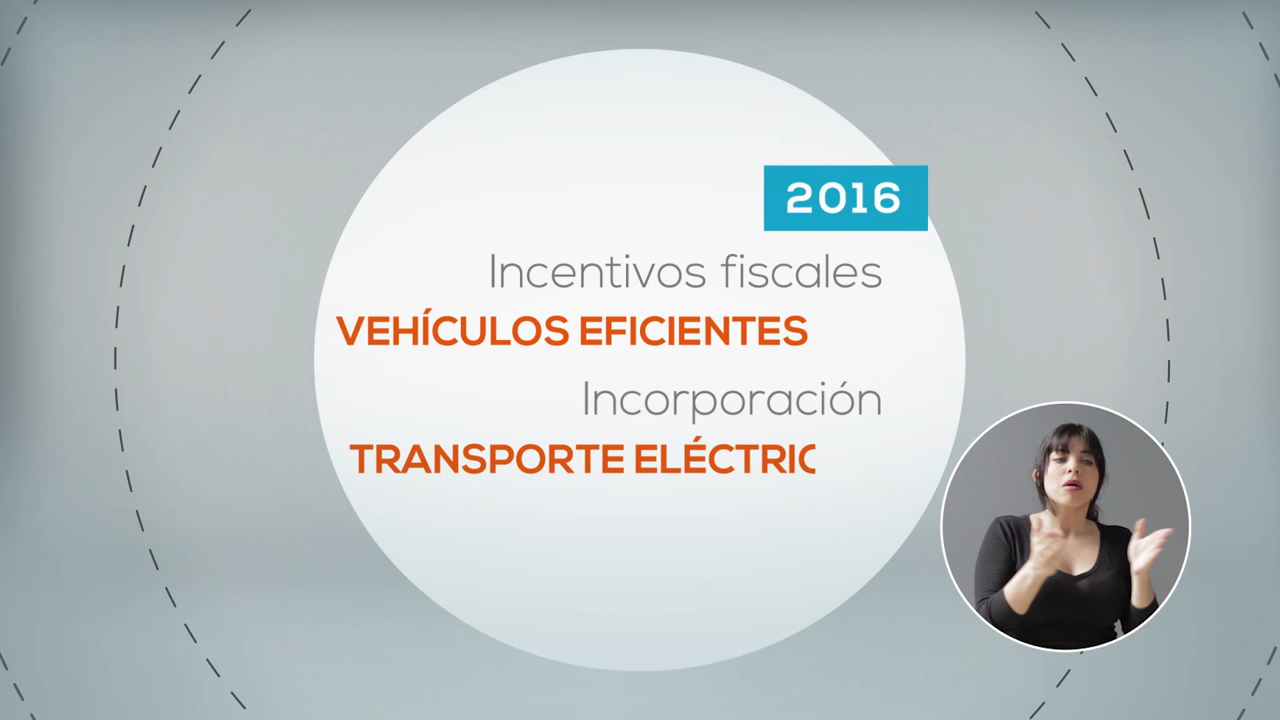 2016
Incentivos fiscales
VEHÍCULOS EFICIENTES
Incorporación
TRANSPORTE ELÉCTRIC